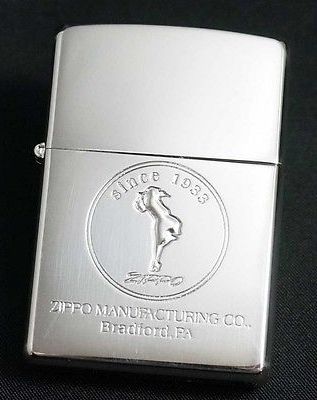 since 1933
Zippo
ZIPPO MANUFACTURING CO.,
Bradford,PA